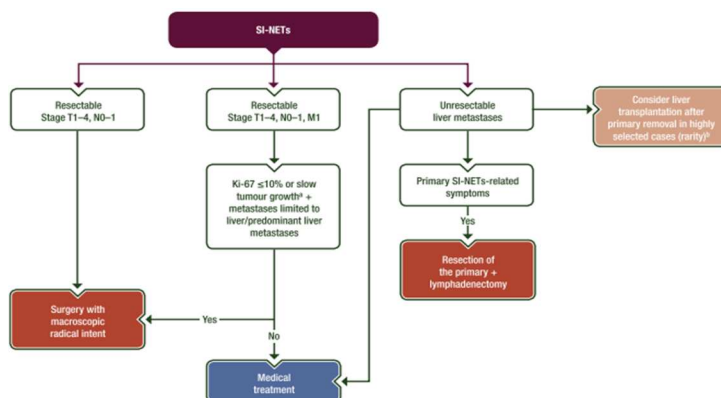 SI-NETs
Resectable
Stage T1–4, N0–1
Resectable
Stage T1–4, N0–1, M1
Unresectable
liver metastases
Consider liver
transplantation after
primary removal in highly
selected cases (rarity)b
Ki-67 ≤10% or slow
tumour growtha +
metastases limited to
liver/predominant liver
metastases
Primary SI-NETs-related
symptoms
Yes
Resection of
the primary +
lymphadenectomy
Surgery with
macroscopic
radical intent
Yes
No
Medical
treatment